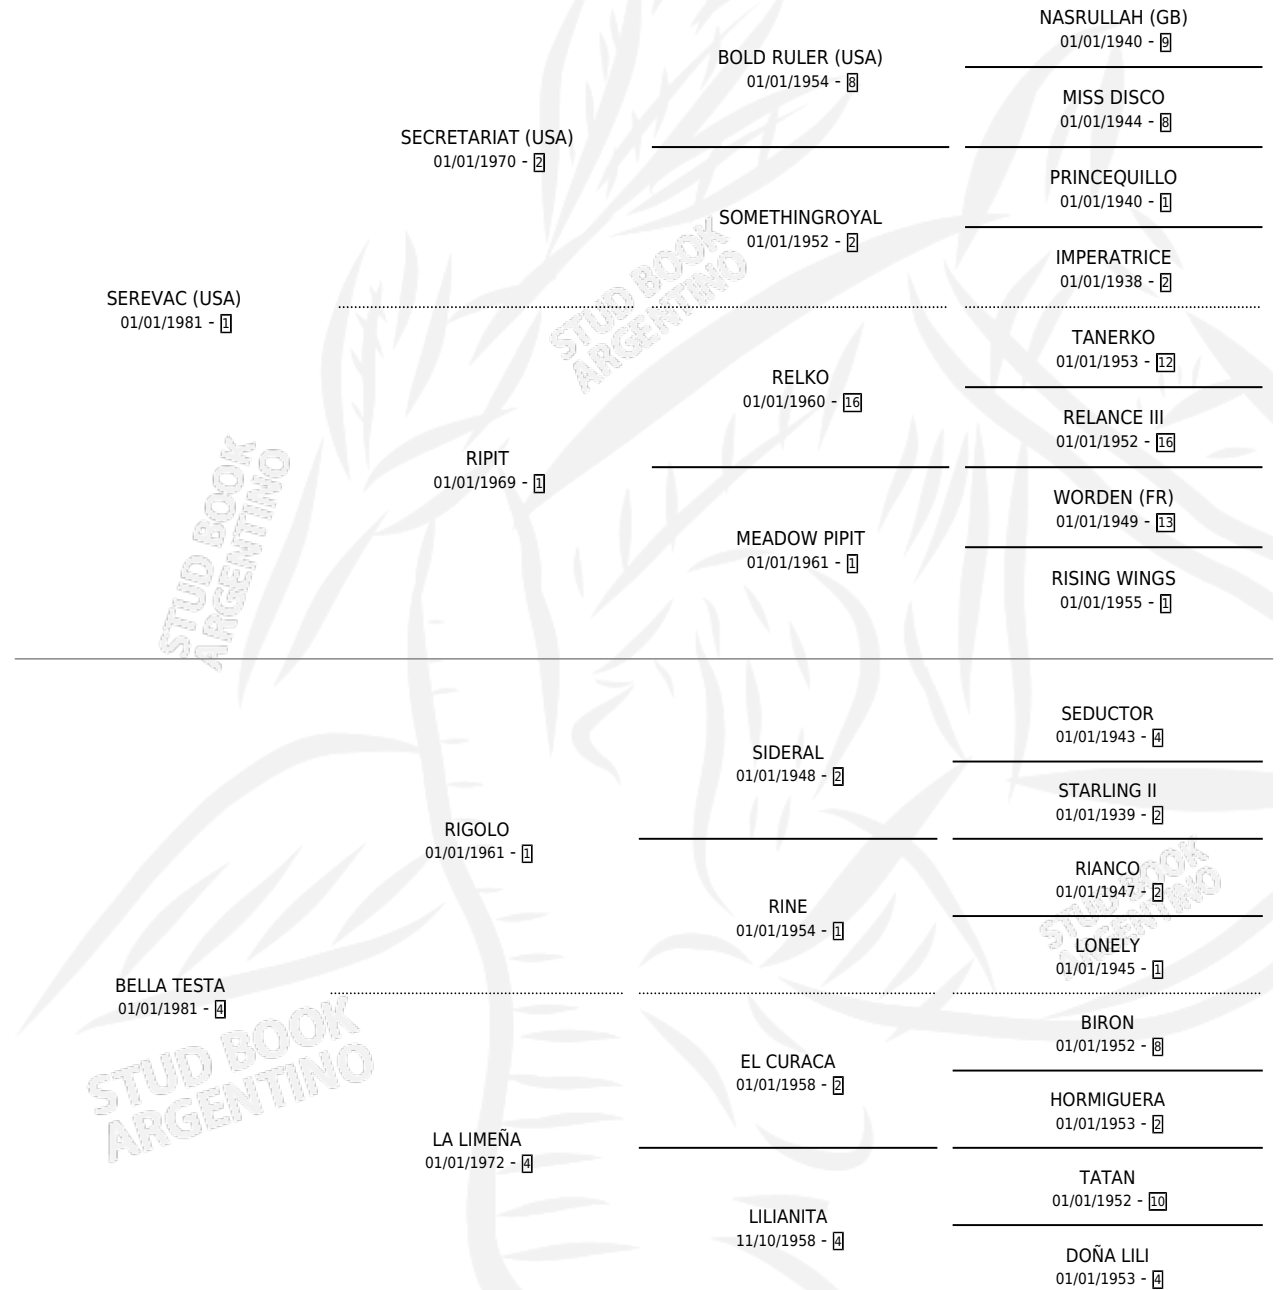 NASRULLAH (GB)
01/01/1940 - 9
BOLD RULER (USA)
01/01/1954 - 8
MISS DISCO
01/01/1944 - 8
SECRETARIAT (USA)
01/01/1970 - 2
PRINCEQUILLO
01/01/1940 - 1
SOMETHINGROYAL
01/01/1952 - 2
IMPERATRICE
01/01/1938 - 2
SEREVAC (USA)
01/01/1981 - 1
TANERKO
01/01/1953 - 12
RELKO
01/01/1960 - 16
RELANCE III
01/01/1952 - 16
RIPIT
01/01/1969 - 1
WORDEN (FR)
01/01/1949 - 13
MEADOW PIPIT
01/01/1961 - 1
RISING WINGS
01/01/1955 - 1
STUD BOOK
ARGENTINO
STUD BOOK
ARGENTINO
SEDUCTOR
01/01/1943 - 4
SIDERAL
01/01/1948 - 2
STARLING II
01/01/1939 - 2
RIGOLO
01/01/1961 - 1
RIANCO
01/01/1947 - 2
RINE
01/01/1954 - 1
LONELY
01/01/1945 - 1
BELLA TESTA
01/01/1981 - 4
BIRON
01/01/1952 - 8
EL CURACA
01/01/1958 - 2
HORMIGUERA
01/01/1953 - 2
LA LIMEÑA
01/01/1972 - 4
TATAN
01/01/1952 - 10
LILIANITA
11/10/1958 - 4
DOÑA LILI
01/01/1953 - 4
STUD BOOK
ARGENTINO
STUD BOOK
ARGENTINO